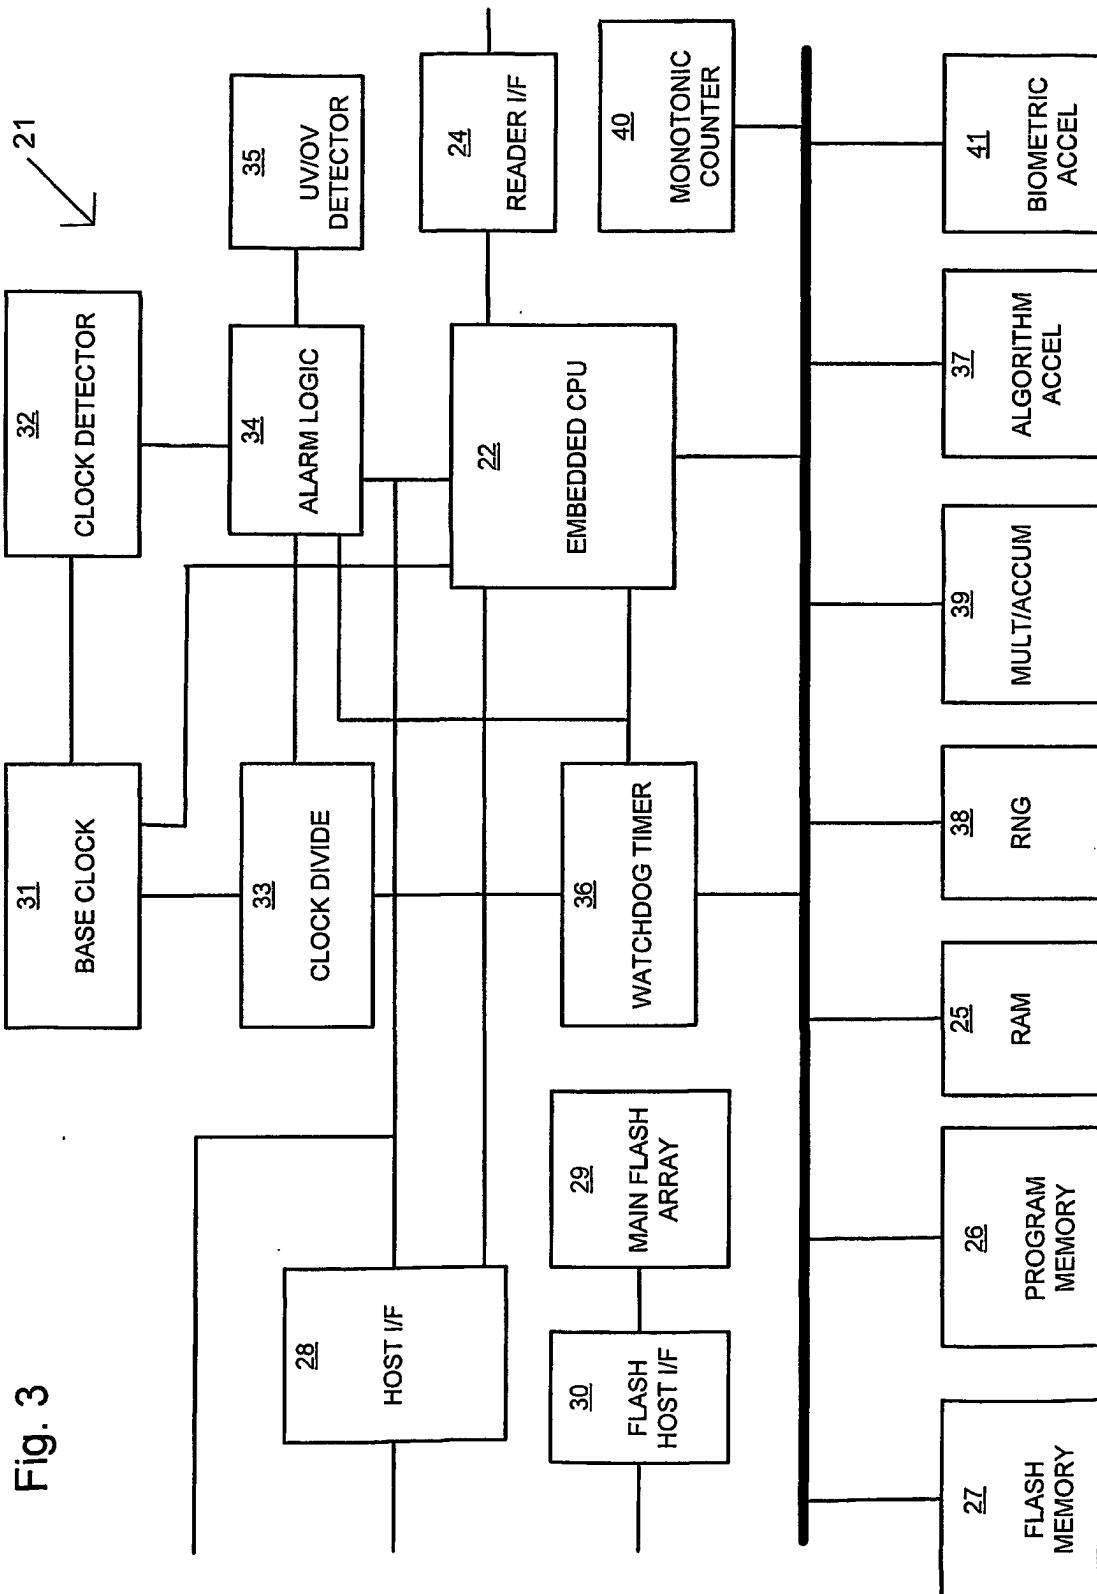 Fig. 3
21
31
BASE CLOCK
32
CLOCK DETECTOR
33
CLOCK DIVIDE
34
ALARM LOGIC
35
UV/OV
DETECTOR
28
HOST I/F
22
EMBEDDED CPU
24
READER I/F
30
FLASH
HOST I/F
29
MAIN FLASH
ARRAY
36
WATCHDOG TIMER
40
MONOTONIC
COUNTER
27
FLASH
MEMORY
26
PROGRAM
MEMORY
25
RAM
38
RNG
39
MULT/ACCUM
37
ALGORITHM
ACCEL
41
BIOMETRIC
ACCEL